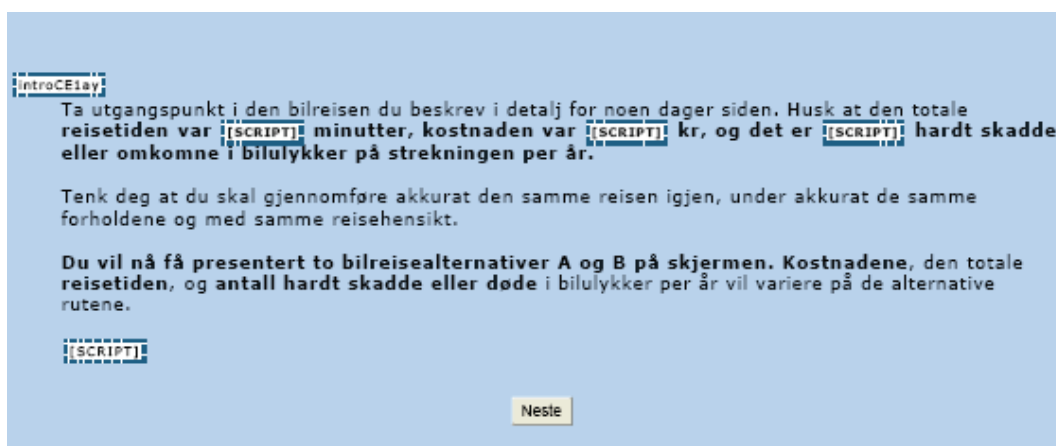 introCE1ay
Ta utgangspunkt i den bilreisen du beskrev i detalj for noen dager siden. Husk at den totale
reisetiden var [SCRIPT] minutter, kostnaden var [SCRIPT] kr, og det er [SCRIPT] hardt skadde
eller omkomne i bilulykker på strekningen per år.
Tenk deg at du skal gjennomføre akkurat den samme reisen igjen, under akkurat de samme
forholdene og med samme reisehensikt.
Du vil nå få presentert to bilreisealternativer A og B på skjermen. Kostnadene, den totale
reisetiden, og antall hardt skadde eller døde i bilulykker per år vil variere på de alternative
rutene.
[SCRIPT]
Neste